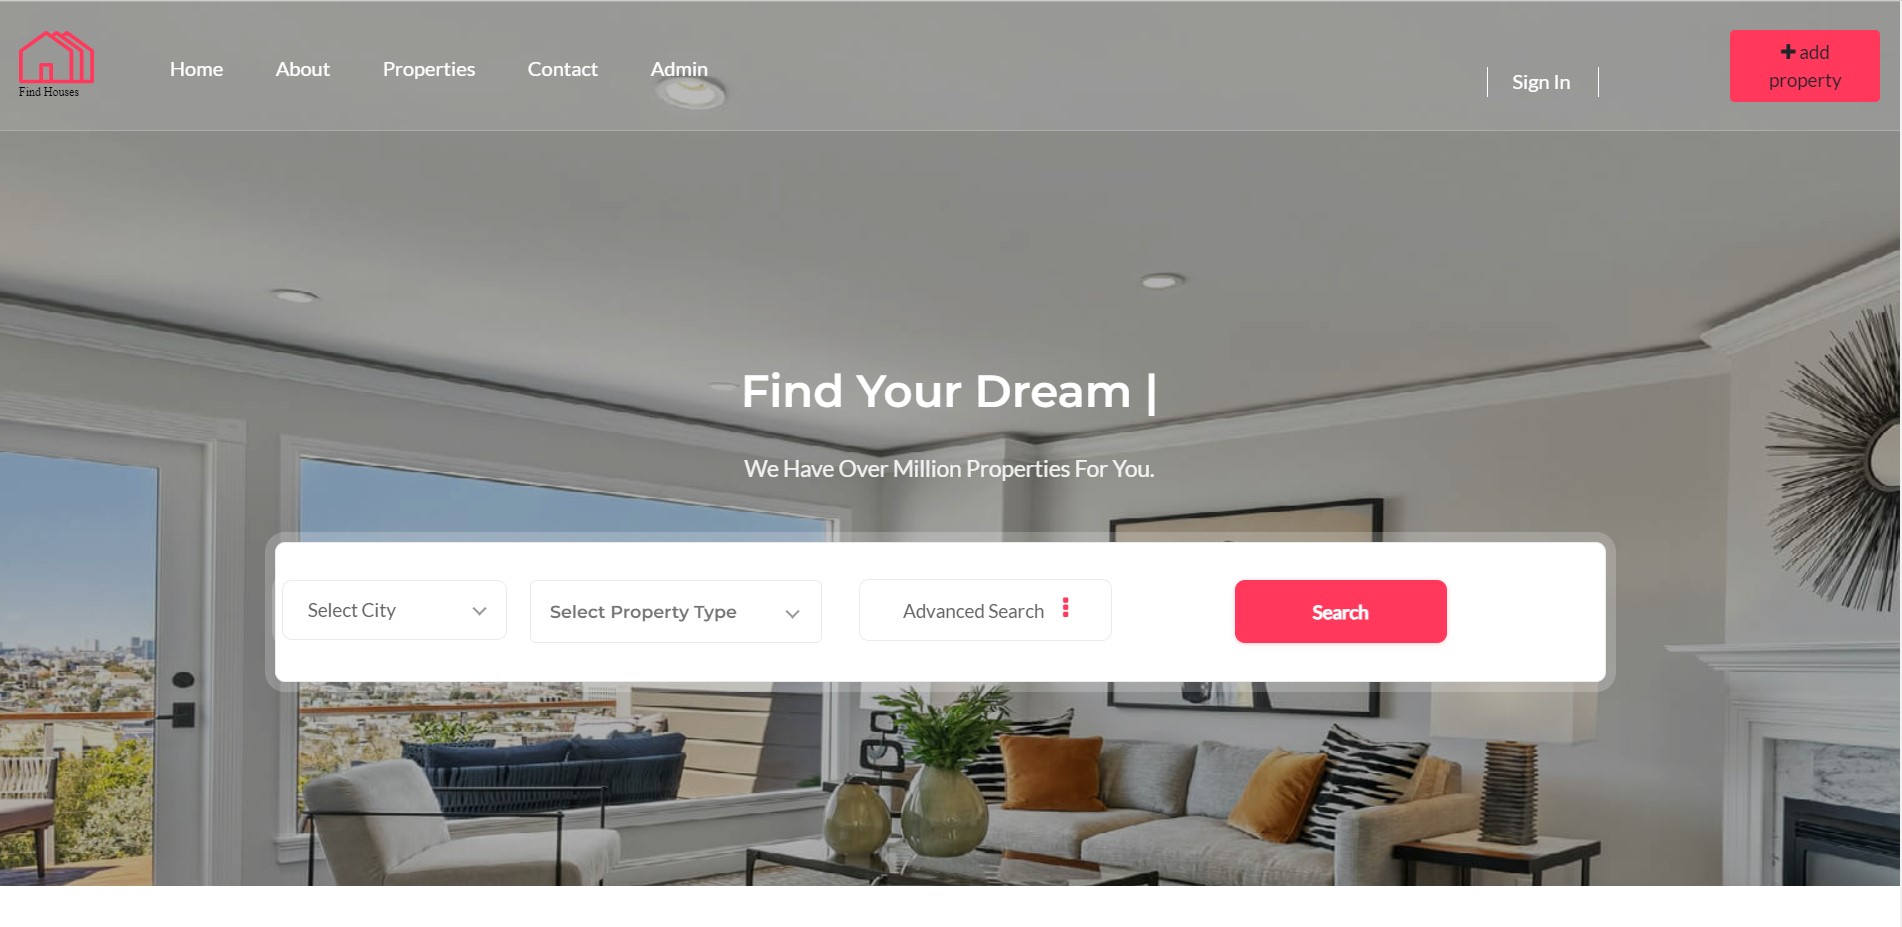 Find Houses
Home
About
Properties
Contact
Admin
Sign In
add
property
Find Your Dream |
We Have Over Million Properties For You.
Select City
Select Property Type
Advanced Search
Search